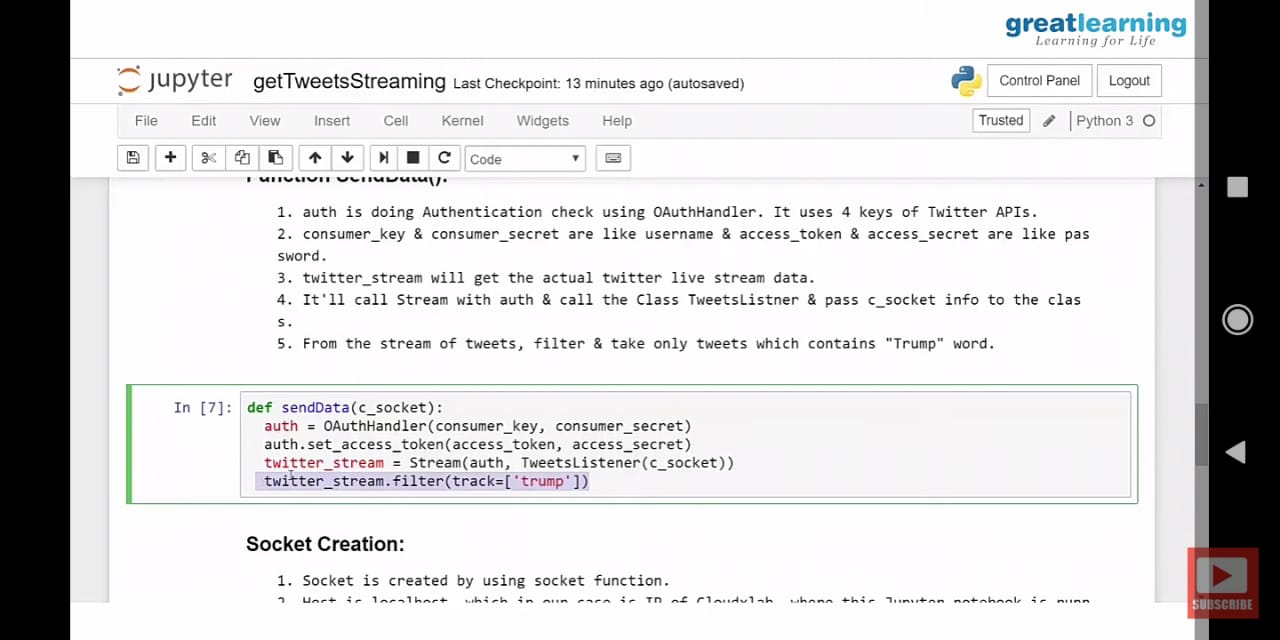 greatlearning
Learning for Life
jupyter getTweetsStreaming Last Checkpoint: 13 minutes ago (autosaved)
Control Panel Logout
File Edit View Insert Cell Kernel Widgets Help
Trusted Python 3
Code
Function SendData():
1. auth is doing Authentication check using OAuthHandler. It uses 4 keys of Twitter APIs.
2. consumer_key & consumer_secret are like username & access_token & access_secret are like pas
sword.
3. twitter_stream will get the actual twitter live stream data.
4. It'll call Stream with auth & call the Class TweetsListner & pass c_socket info to the clas
s.
5. From the stream of tweets, filter & take only tweets which contains "Trump" word.
In [7]: def sendData(c_socket):
auth = OAuthHandler(consumer_key, consumer_secret)
auth.set_access_token(access_token, access_secret)
twitter_stream = Stream(auth, TweetsListener(c_socket))
twitter_stream.filter(track=['trump'])
Socket Creation:
1. Socket is created by using socket function.
2. Host is localhost, which in our case is IP of Cloudxlab, where this Jupyter notebook is runn
SUBSCRIBE